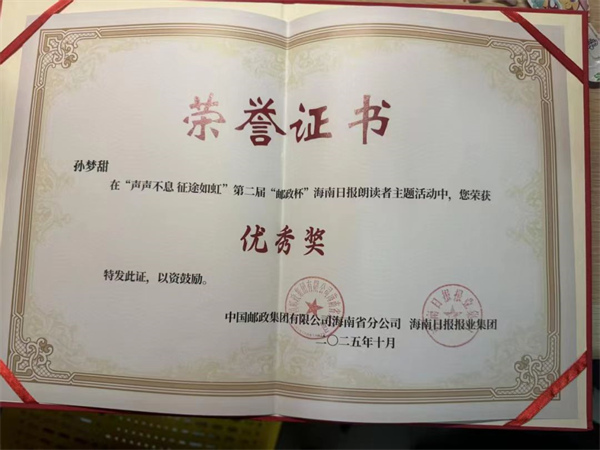 荣誉证书
孙梦甜
在“声声不息 征途如虹”第二届“邮政杯”海南日报朗读者主题活动中，您荣获
优秀奖
特发此证，以资鼓励。
中国邮政集团有限公司海南省分公司 海南日报报业集团
二〇二五年十月